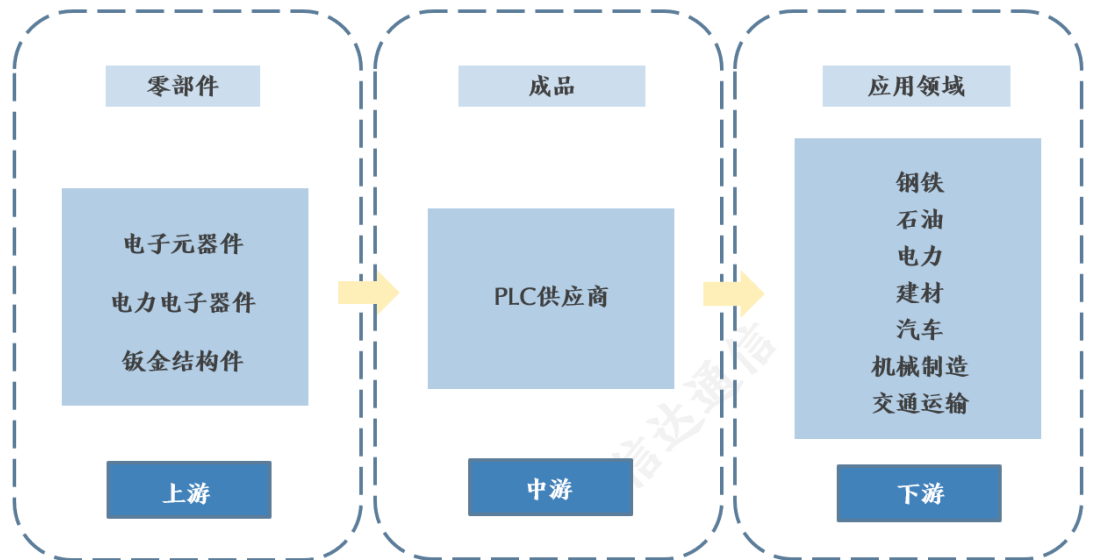 零部件
电子元器件
电力电子器件
钣金结构件
上游
成品
PLC供应商
中游
应用领域
钢铁
石油
电力
建材
汽车
机械制造
交通运输
下游
信达通信